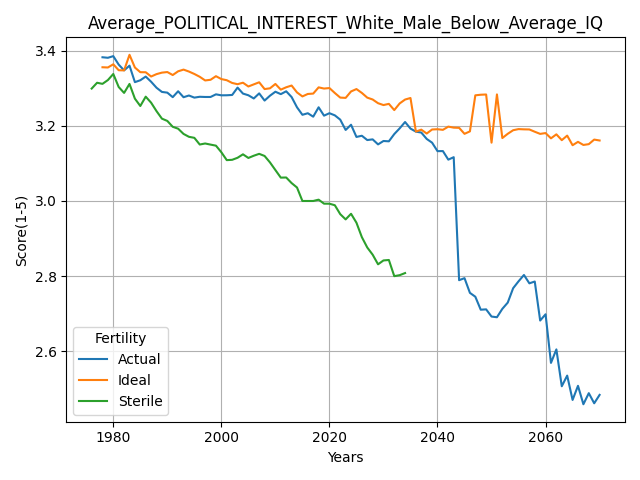 Average_POLITICAL_INTEREST_White_Male_Below_Average_IQ
Score(1-5)
3.4
3.2
3.0
2.8
2.6
Fertility
Actual
Ideal
Sterile
1980
2000
2020
2040
2060
Years